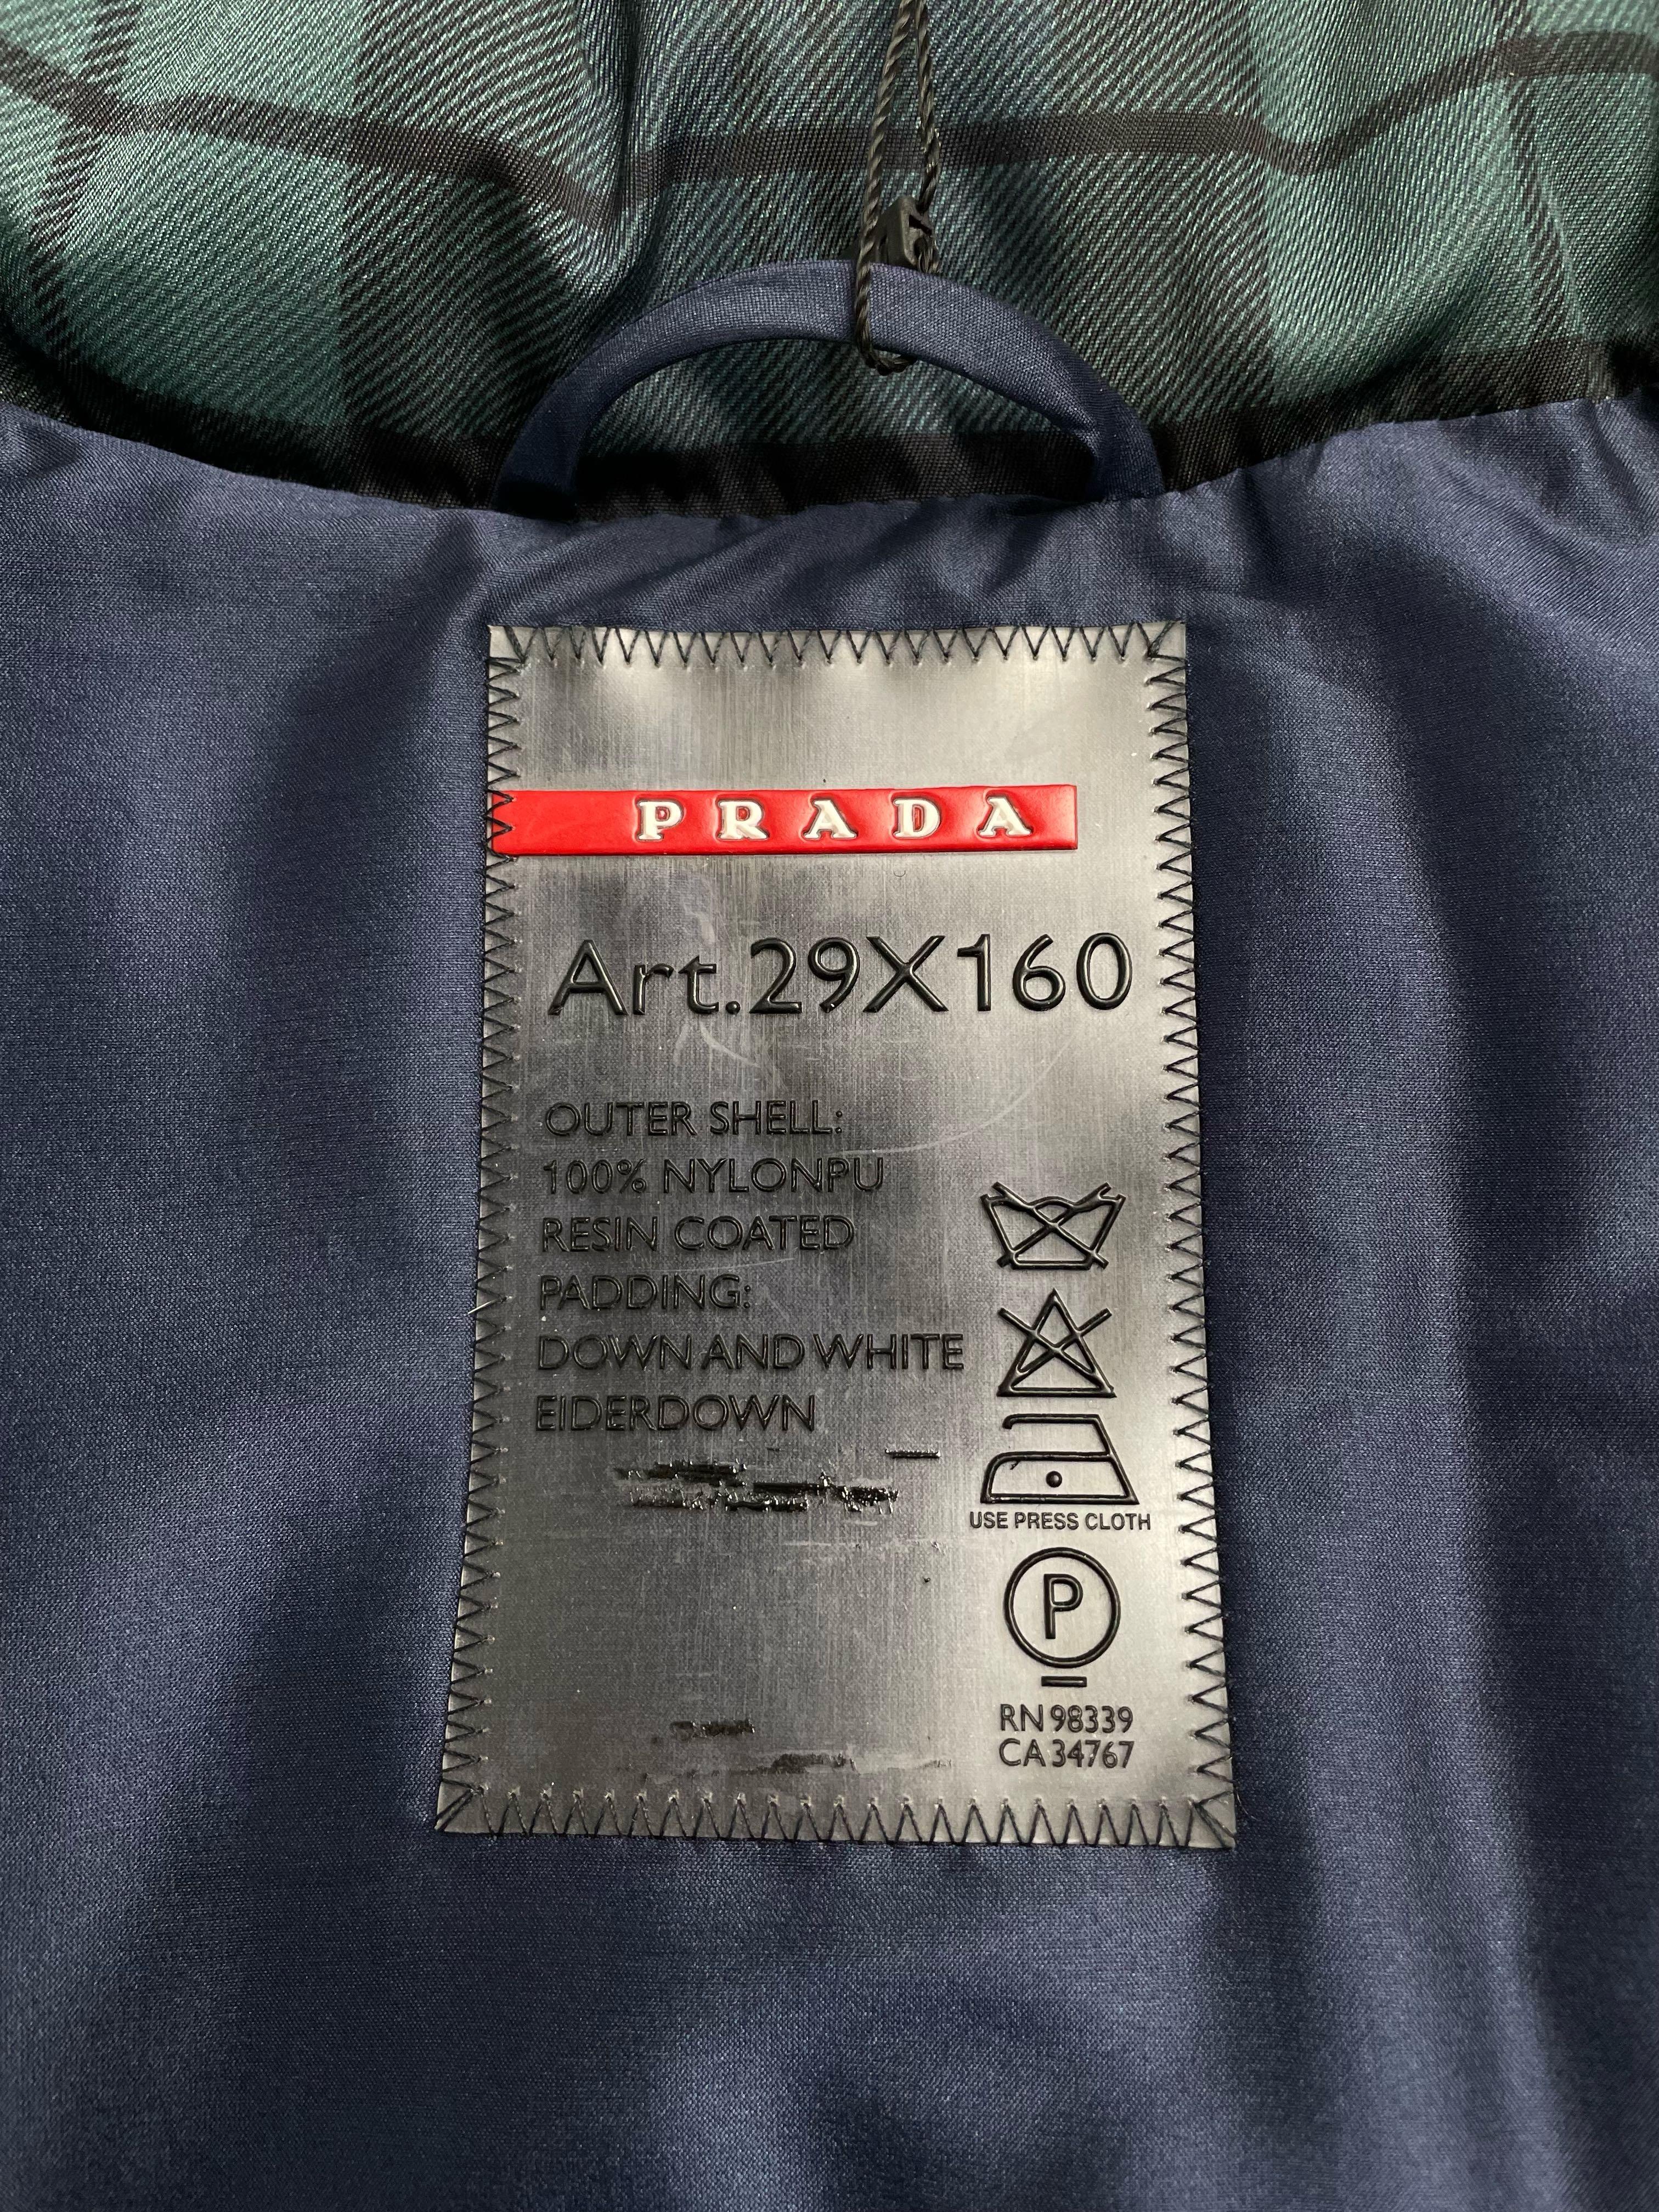 PRADA
Art.29X160
OUTER SHELL:
100% NYLONPU
RESIN COATED
PADDING:
DOWN AND WHITE
EIDERDOWN
USE PRESS CLOTH
P
RN 98339
CA 34767